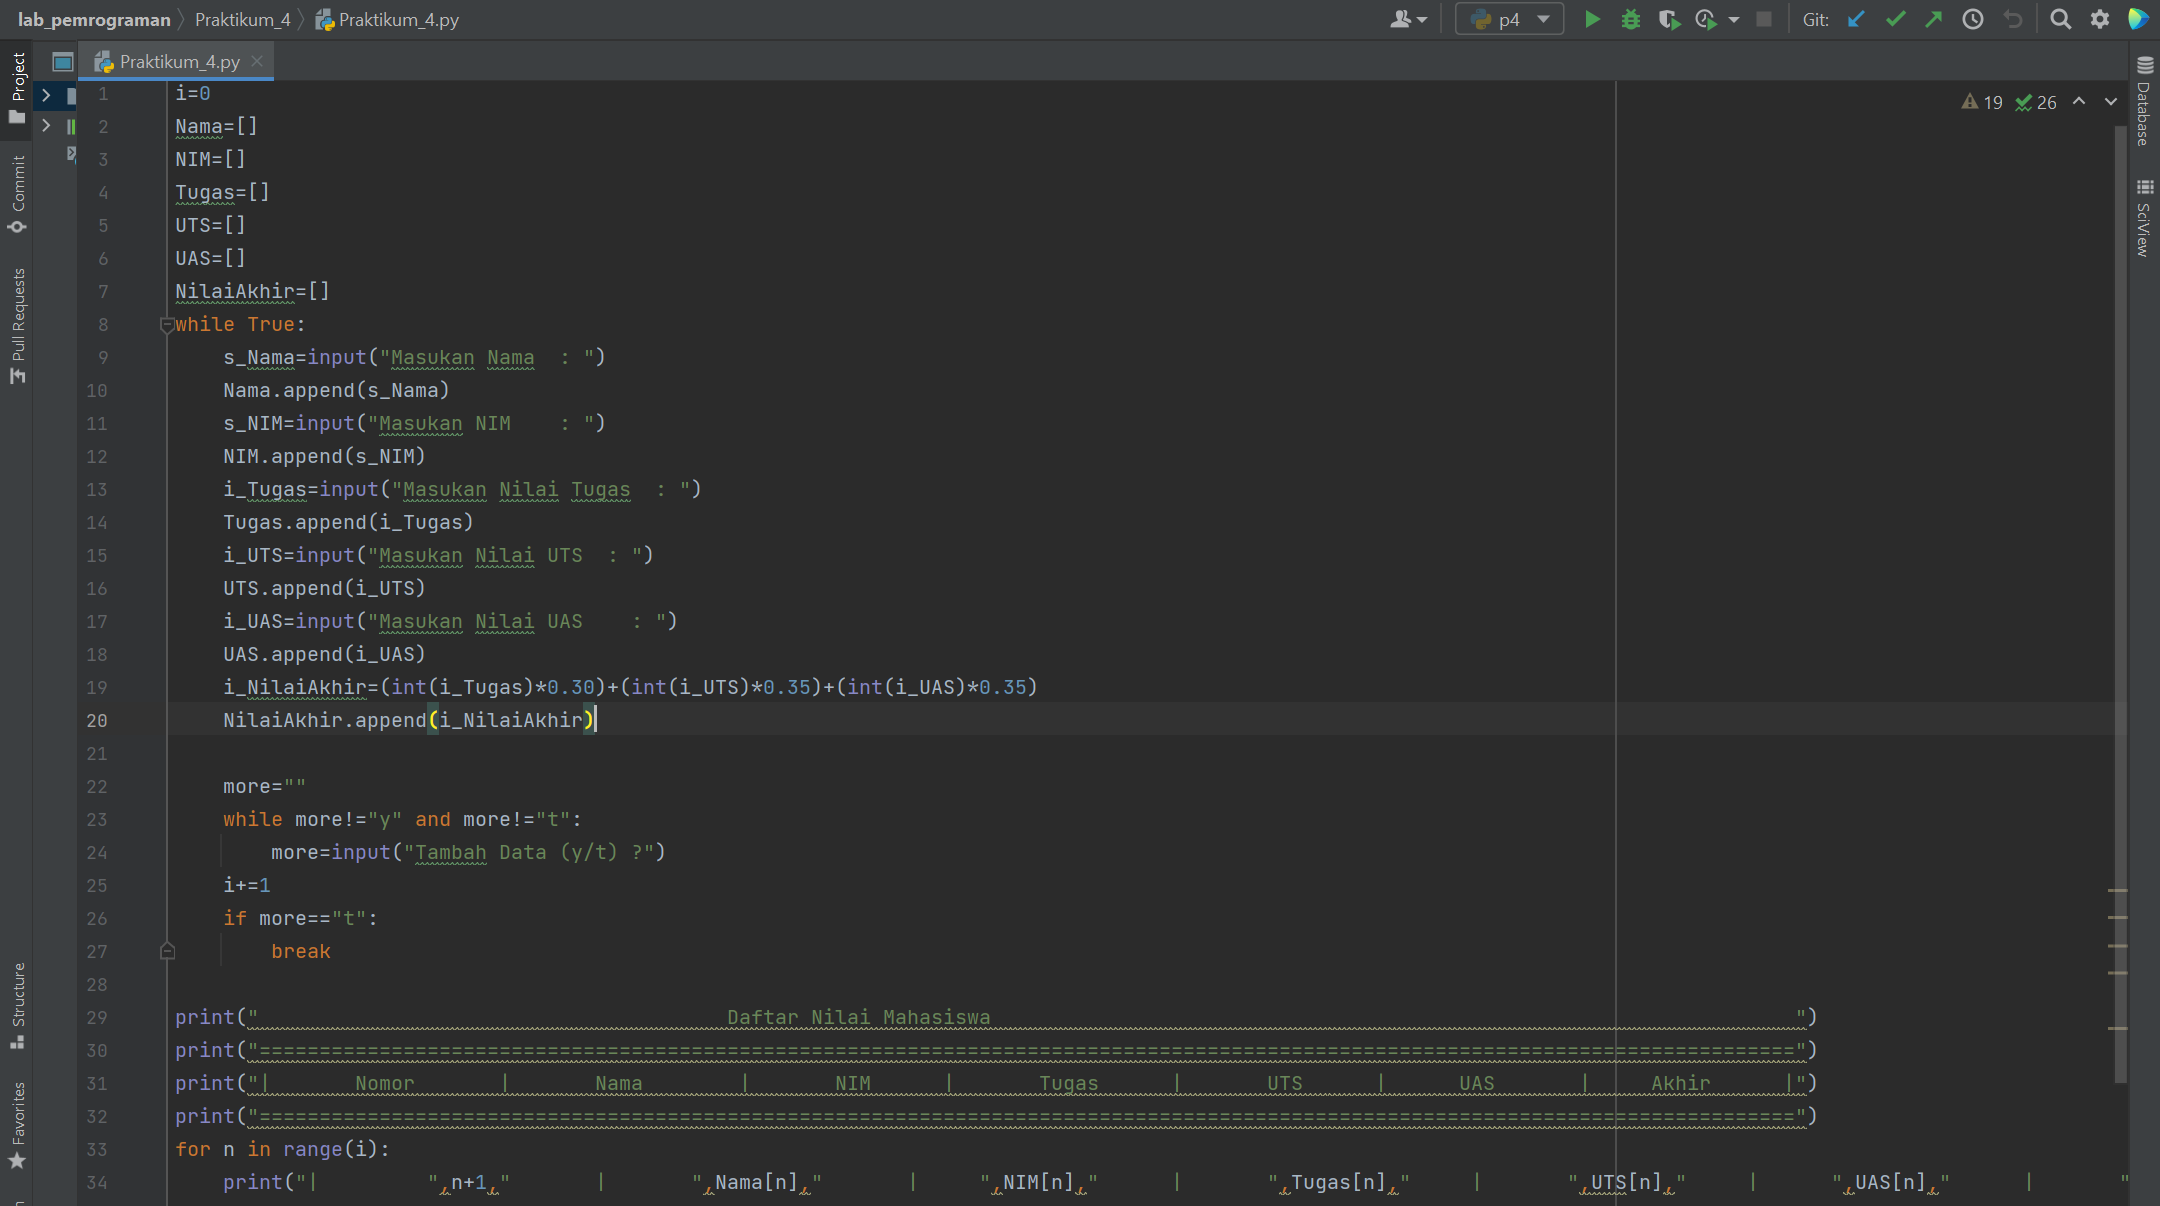 lab_pemrograman Praktikum_4 Praktikum_4.py p4 Git:
Praktikum_4.py
Project
Commit
Pull Requests
Structure
Favorites
Database
SciView
19 26
1 i=0
2 Nama=[]
3 NIM=[]
4 Tugas=[]
5 UTS=[]
6 UAS=[]
7 NilaiAkhir=[]
8 while True:
9     s_Nama=input("Masukan Nama  : ")
10     Nama.append(s_Nama)
11     s_NIM=input("Masukan NIM    : ")
12     NIM.append(s_NIM)
13     i_Tugas=input("Masukan Nilai Tugas  : ")
14     Tugas.append(i_Tugas)
15     i_UTS=input("Masukan Nilai UTS  : ")
16     UTS.append(i_UTS)
17     i_UAS=input("Masukan Nilai UAS    : ")
18     UAS.append(i_UAS)
19     i_NilaiAkhir=(int(i_Tugas)*0.30)+(int(i_UTS)*0.35)+(int(i_UAS)*0.35)
20     NilaiAkhir.append(i_NilaiAkhir)
21
22     more=""
23     while more!="y" and more!="t":
24         more=input("Tambah Data (y/t) ?")
25     i+=1
26     if more=="t":
27         break
28
29 print("                                       Daftar Nilai Mahasiswa                                                                   ")
30 print("================================================================================================================================")
31 print("|       Nomor       |       Nama        |       NIM      |       Tugas      |       UTS      |      UAS       |     Akhir      |")
32 print("================================================================================================================================")
33 for n in range(i):
34     print("|         ",n+1,"       |       ",Nama[n],"       |     ",NIM[n],"      |       ",Tugas[n],"     |       ",UTS[n],"     |      ",UAS[n],"      |       "